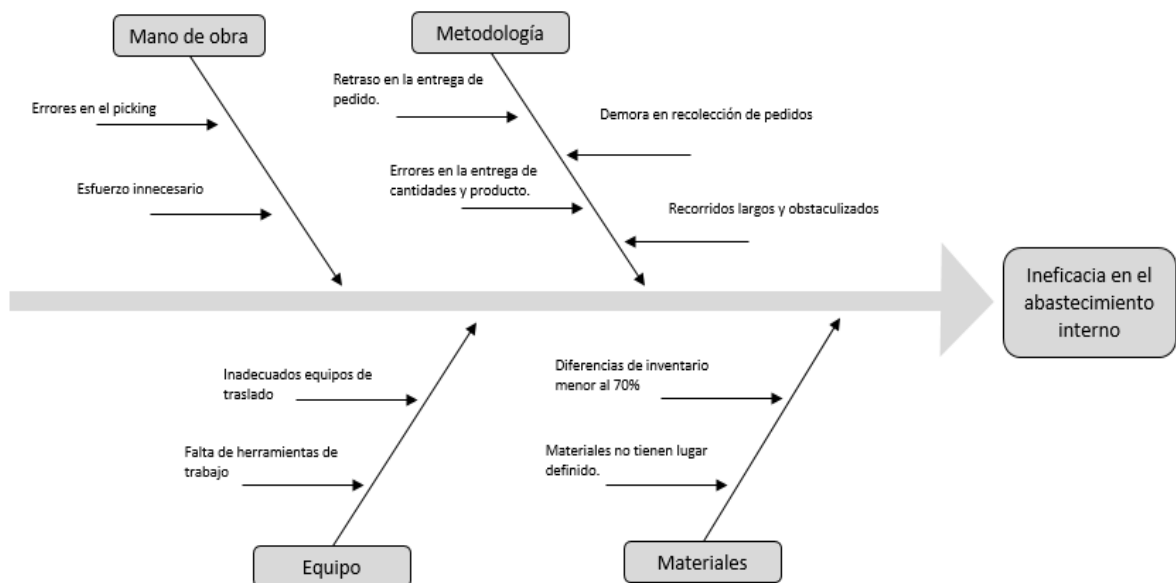 Mano de obra
Metodología
Errores en el picking
Esfuerzo innecesario
Retraso en la entrega de
pedido.
Demora en recolección de pedidos
Errores en la entrega de
cantidades y producto.
Recorridos largos y obstaculizados
Ineficacia en el
abastecimiento
interno
Inadecuados equipos de
traslado
Falta de herramientas de
trabajo
Diferencias de inventario
menor al 70%
Materiales no tienen lugar
definido.
Equipo
Materiales